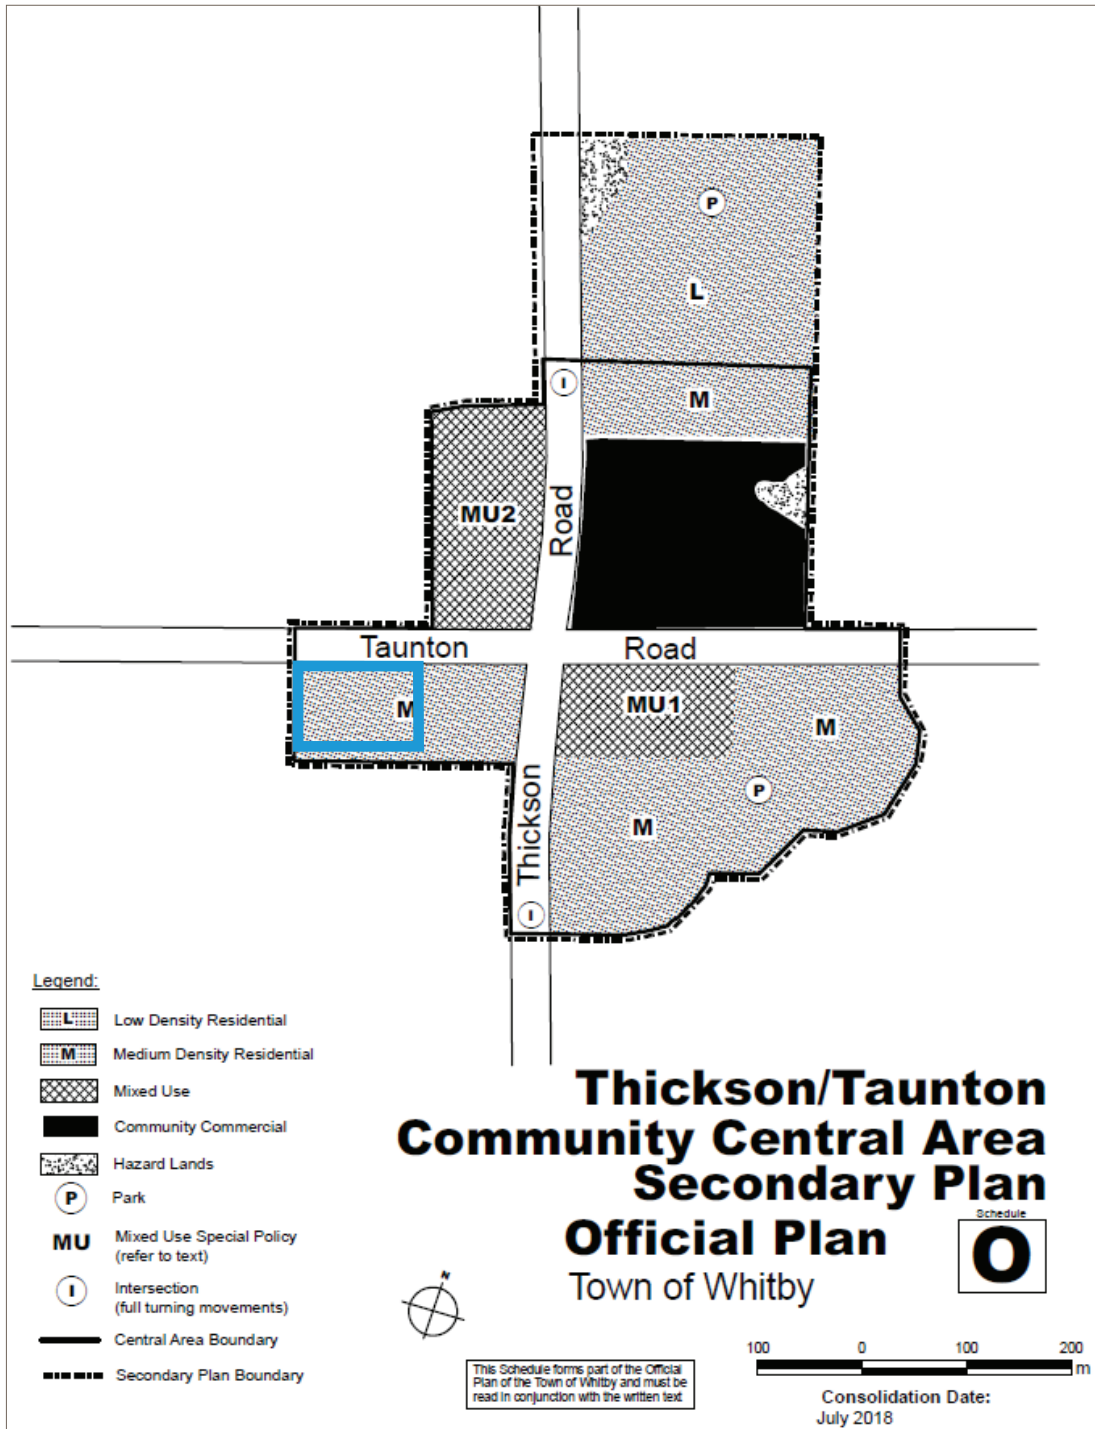 P
L
I
M
MU2
Road
Taunton
Road
M
MU1
M
P
M
Thickson
I
Legend:
L
Low Density Residential
M
Medium Density Residential
Mixed Use
Community Commercial
Hazard Lands
P
Park
MU
Mixed Use Special Policy
(refer to text)
I
Intersection
(full turning movements)
Central Area Boundary
Secondary Plan Boundary
N
Thickson/Taunton
Community Central Area
Secondary Plan
Official Plan
Town of Whitby
Schedule
O
This Schedule forms part of the Official
Plan of the Town of Whitby and must be
read in conjunction with the written text
100 0 100 200
m
Consolidation Date:
July 2018